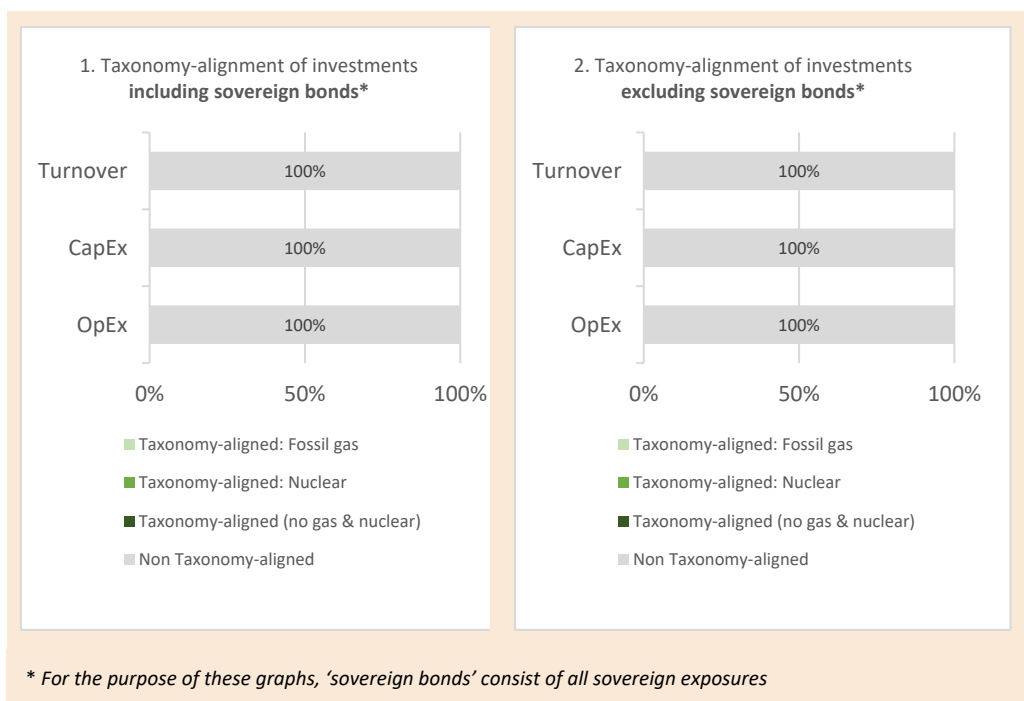 1. Taxonomy-alignment of investments
including sovereign bonds*
Turnover
100%
CapEx
100%
OpEx
100%
0%
50%
100%
Taxonomy-aligned: Fossil gas
Taxonomy-aligned: Nuclear
Taxonomy-aligned (no gas & nuclear)
Non Taxonomy-aligned
2. Taxonomy-alignment of investments
excluding sovereign bonds*
Turnover
100%
CapEx
100%
OpEx
100%
0%
50%
100%
Taxonomy-aligned: Fossil gas
Taxonomy-aligned: Nuclear
Taxonomy-aligned (no gas & nuclear)
Non Taxonomy-aligned
* For the purpose of these graphs, ‘sovereign bonds’ consist of all sovereign exposures